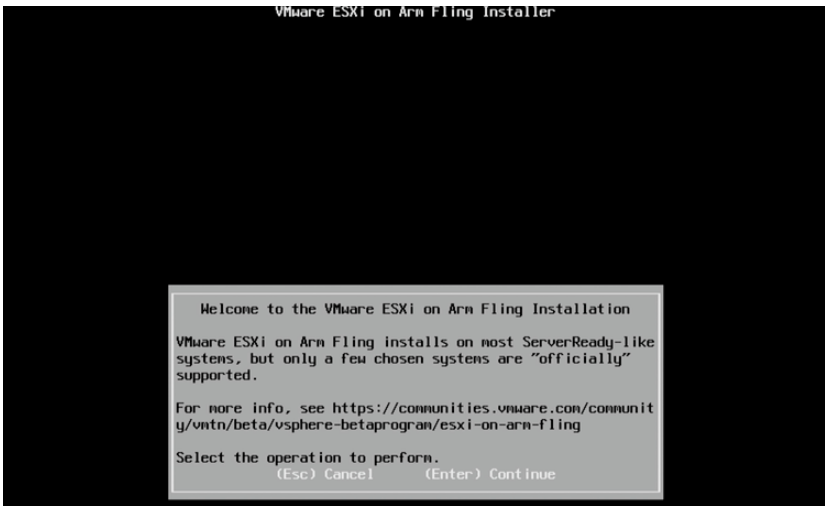 VMware ESXi on Arm Fling Installer
Welcome to the VMware ESXi on Arm Fling Installation
VMware ESXi on Arm Fling installs on most ServerReady-like
systems, but only a few chosen systems are "officially"
supported.
For more info, see https://communities.vmware.com/communit
y/vmtn/beta/vsphere-betaprogram/esxi-on-arm-fling
Select the operation to perform.
(Esc) Cancel (Enter) Continue